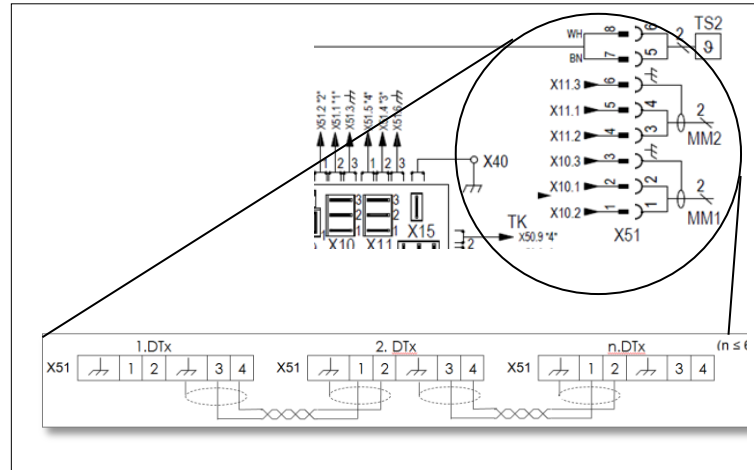 TS2
WH 8 6 2 ϑ
BN 7 5
X11.3 6
X11.1 5 4 2
X11.2 4 3 MM2
X10.3 3
X10.1 2 2 2
X10.2 1 1 MM1
X51
X51.2 "2"
X51.1 "1"
X51.3
X51.5 "4"
X51.4 "3"
X51.6
1 2 3 1 2 3
X40
3 3
2 2
1 1 1
X10 X11 X15
2
TK
X50.9 "4"
1.DTx 2. DTx n.DTx (n ≤ 6
X51 1 2 3 4 X51 1 2 3 4 X51 1 2 3 4